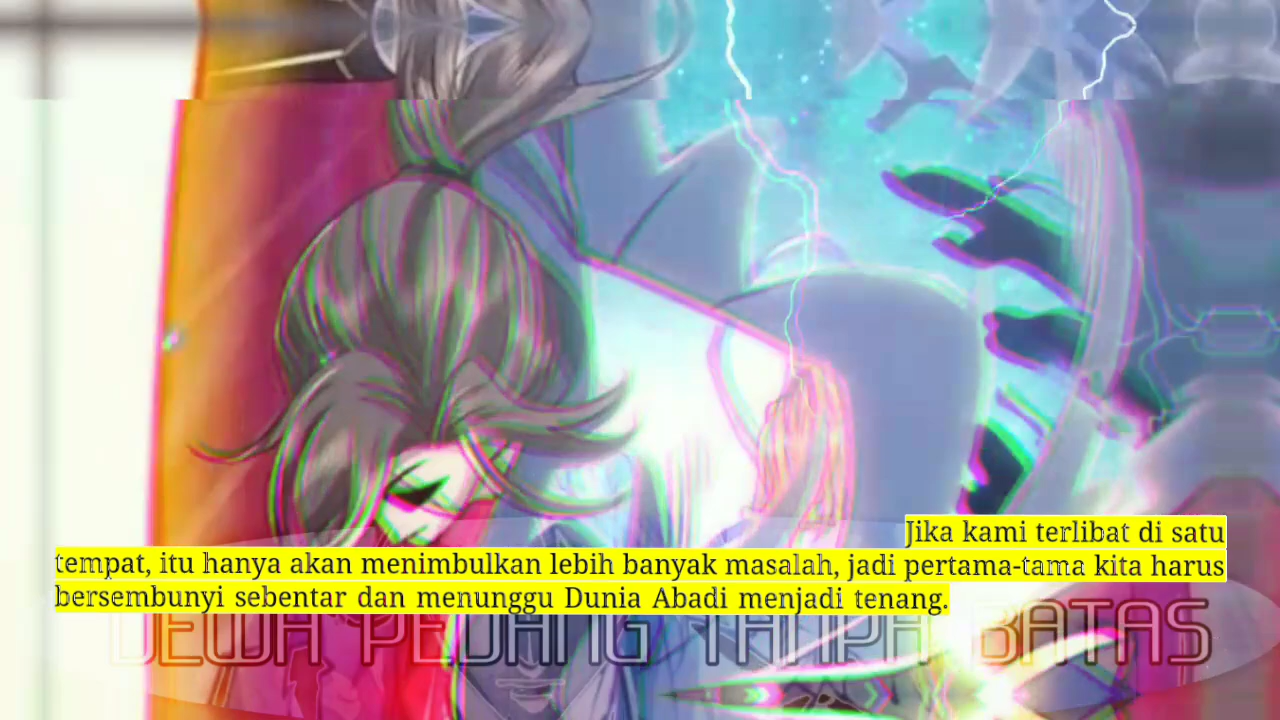 Jika kami terlibat di satu
tempat, itu hanya akan menimbulkan lebih banyak masalah, jadi pertama-tama kita harus
bersembunyi sebentar dan menunggu Dunia Abadi menjadi tenang.
DEWA PEDANG TANPA BATAS